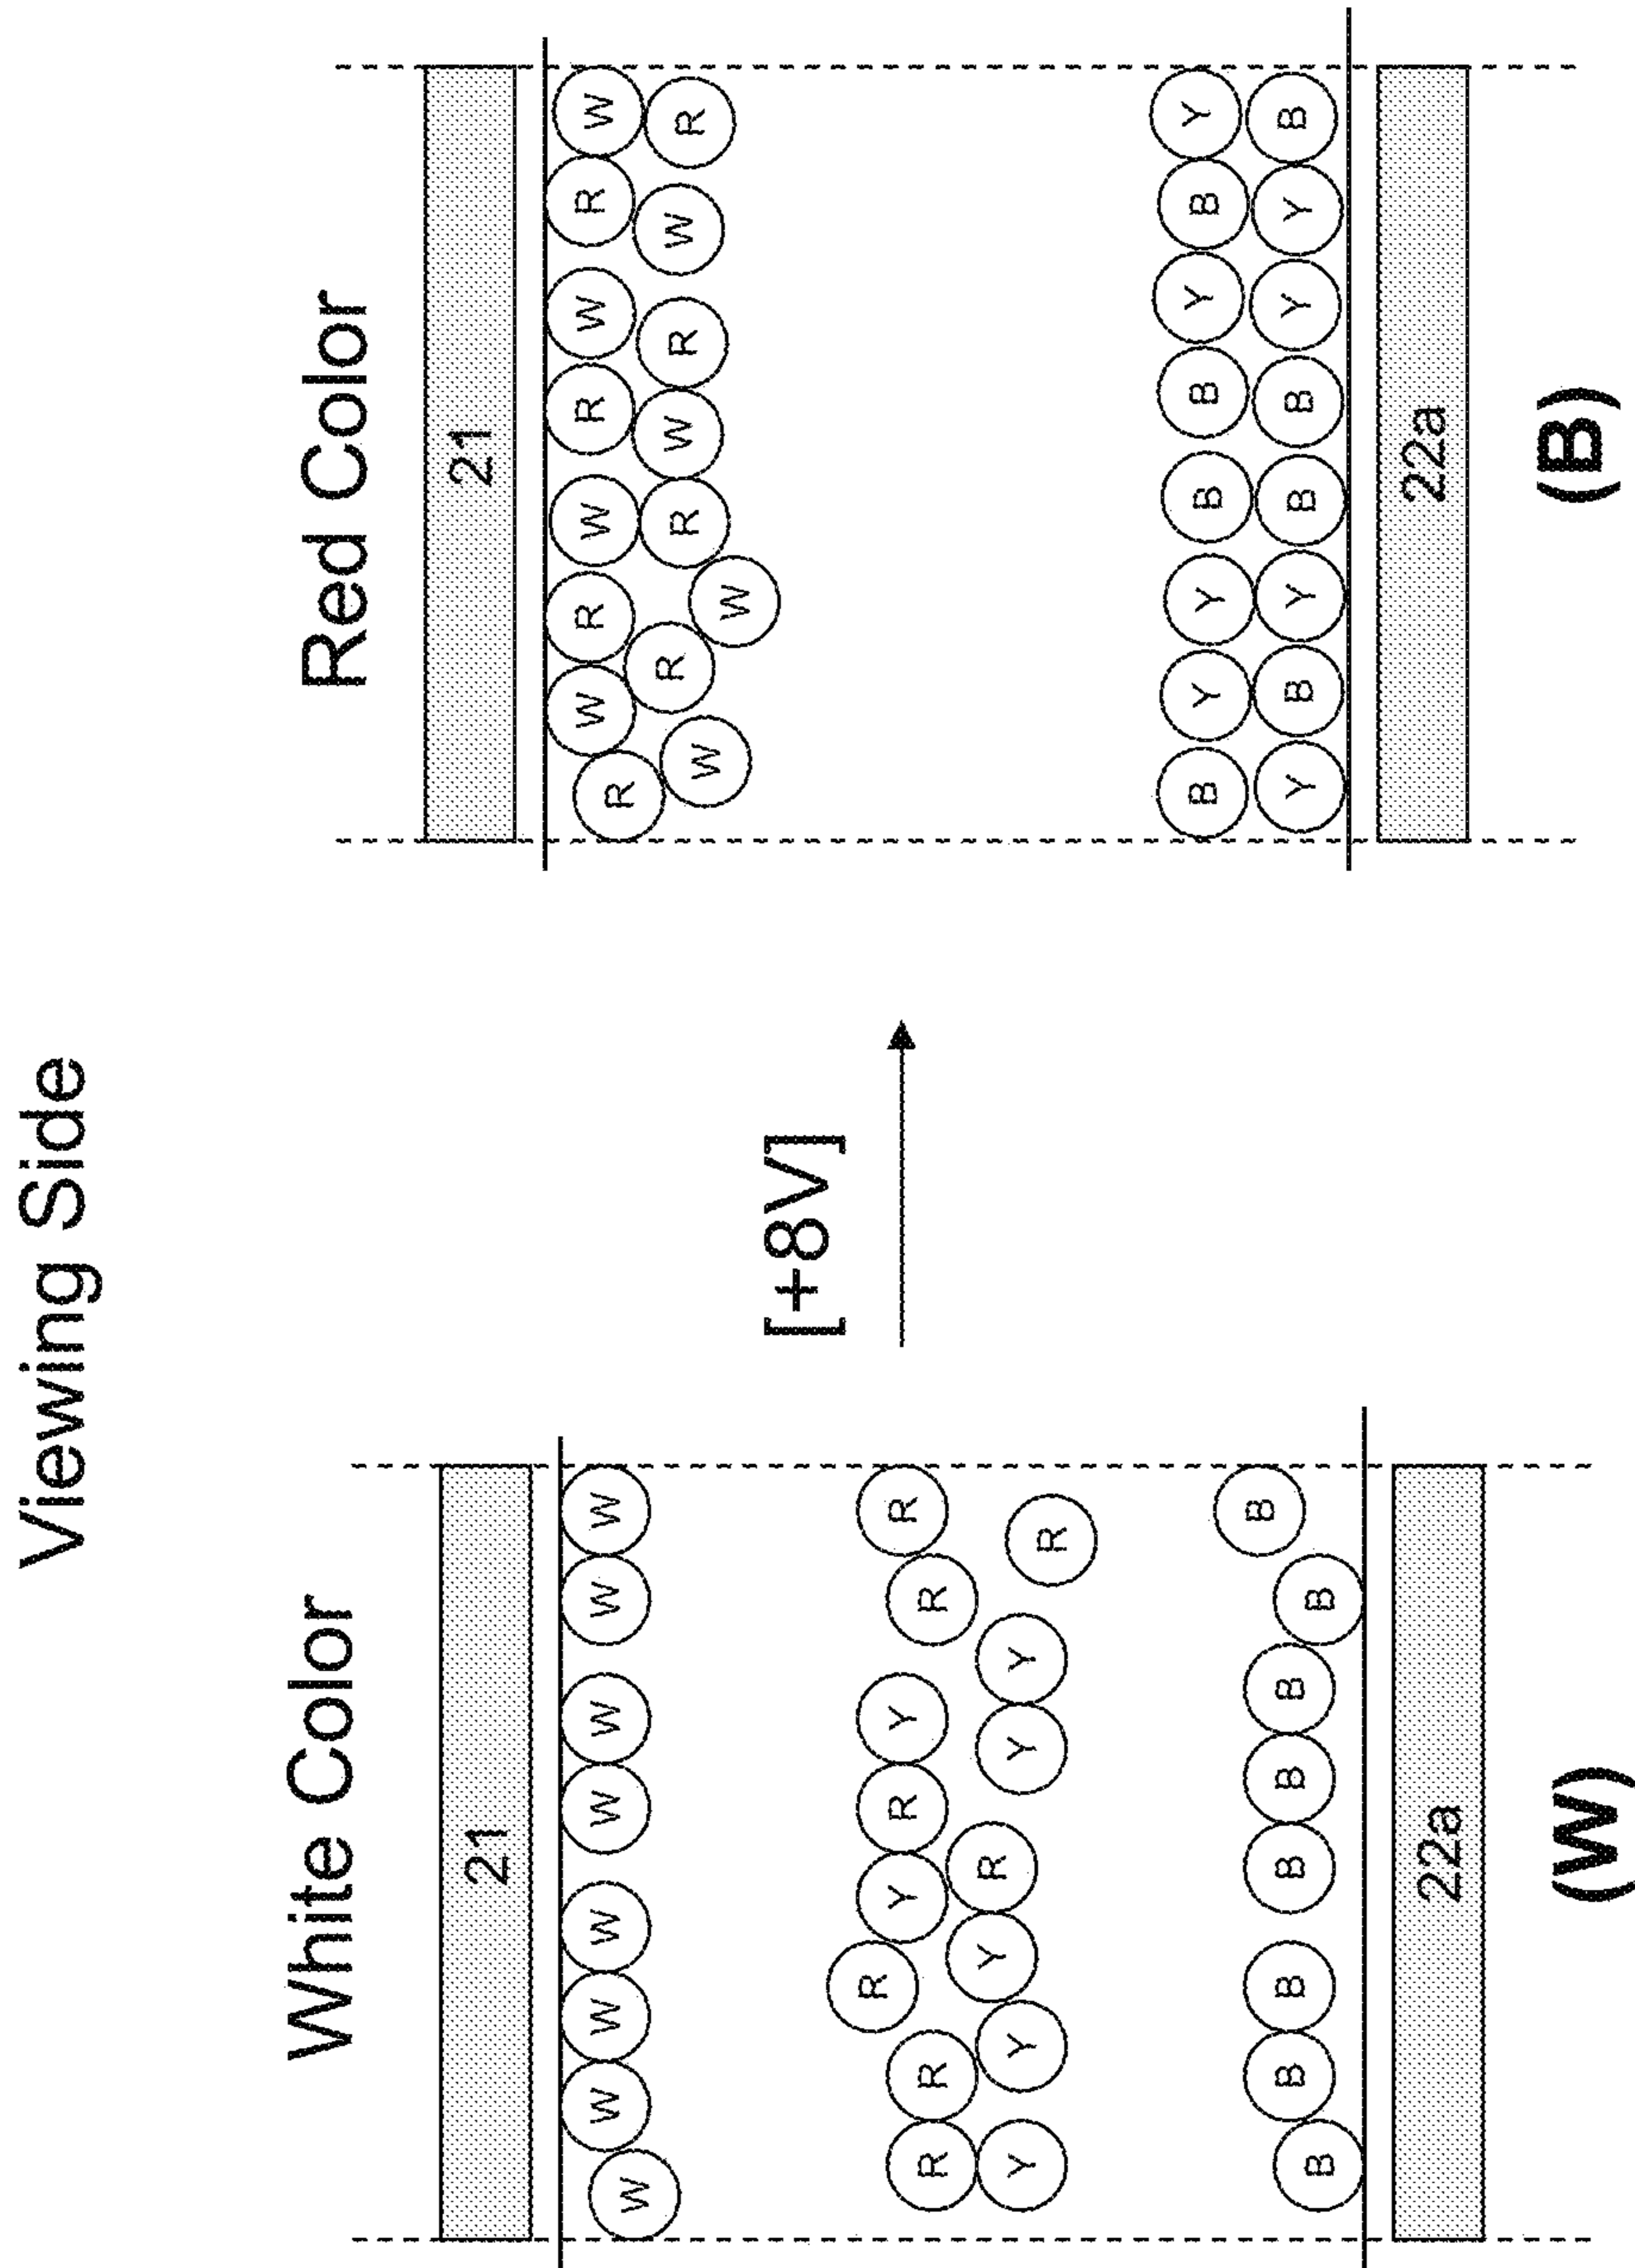 Viewing Side
White Color
21
W W W W W W W W
R R R Y R Y R R
Y Y Y R Y Y R
B B B B B B B B
22a
(W)
[+8V]
Red Color
21
R W R W R W R W
W R W R W R W R
B Y Y B B Y B Y
Y B Y B B Y Y B
22a
(B)